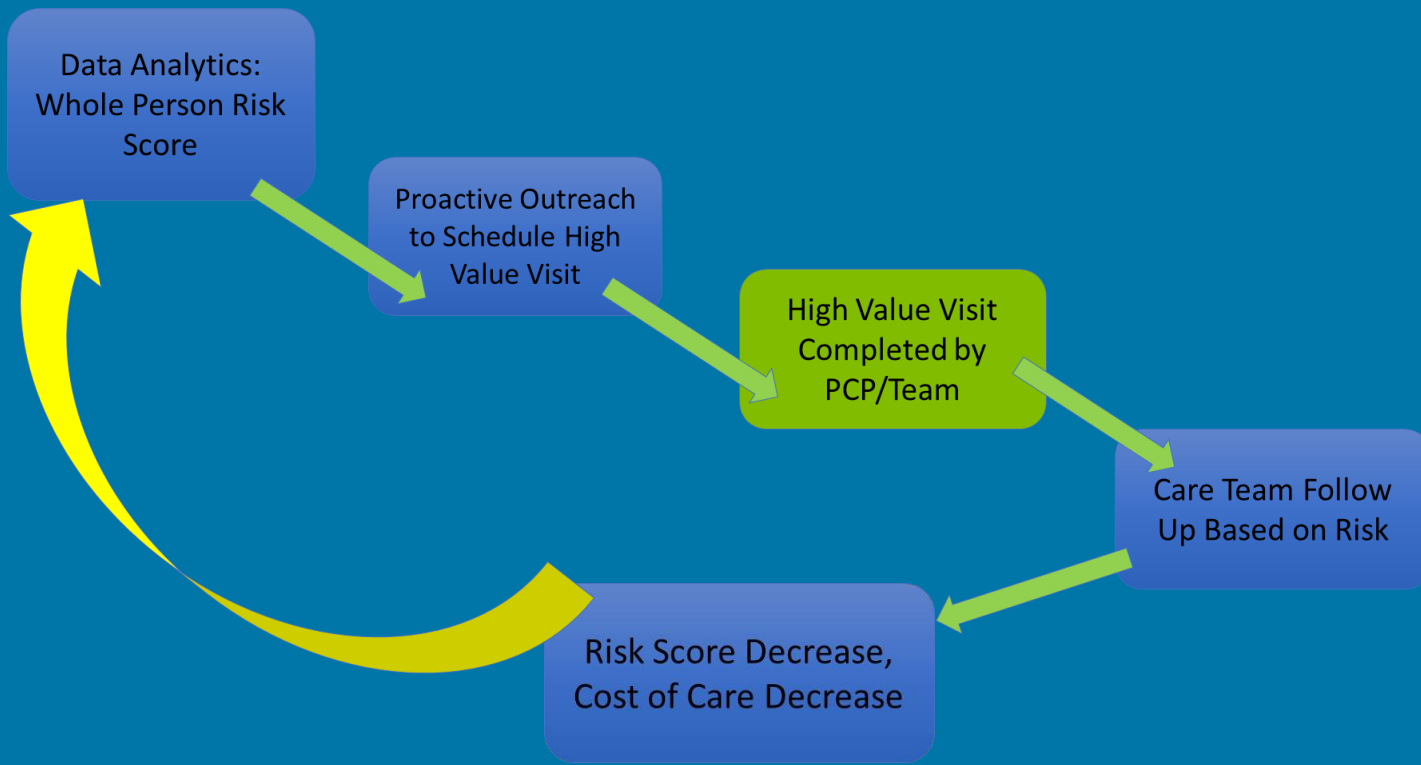 Data Analytics:
Whole Person Risk
Score
Proactive Outreach
to Schedule High
Value Visit
High Value Visit
Completed by
PCP/Team
Care Team Follow
Up Based on Risk
Risk Score Decrease,
Cost of Care Decrease